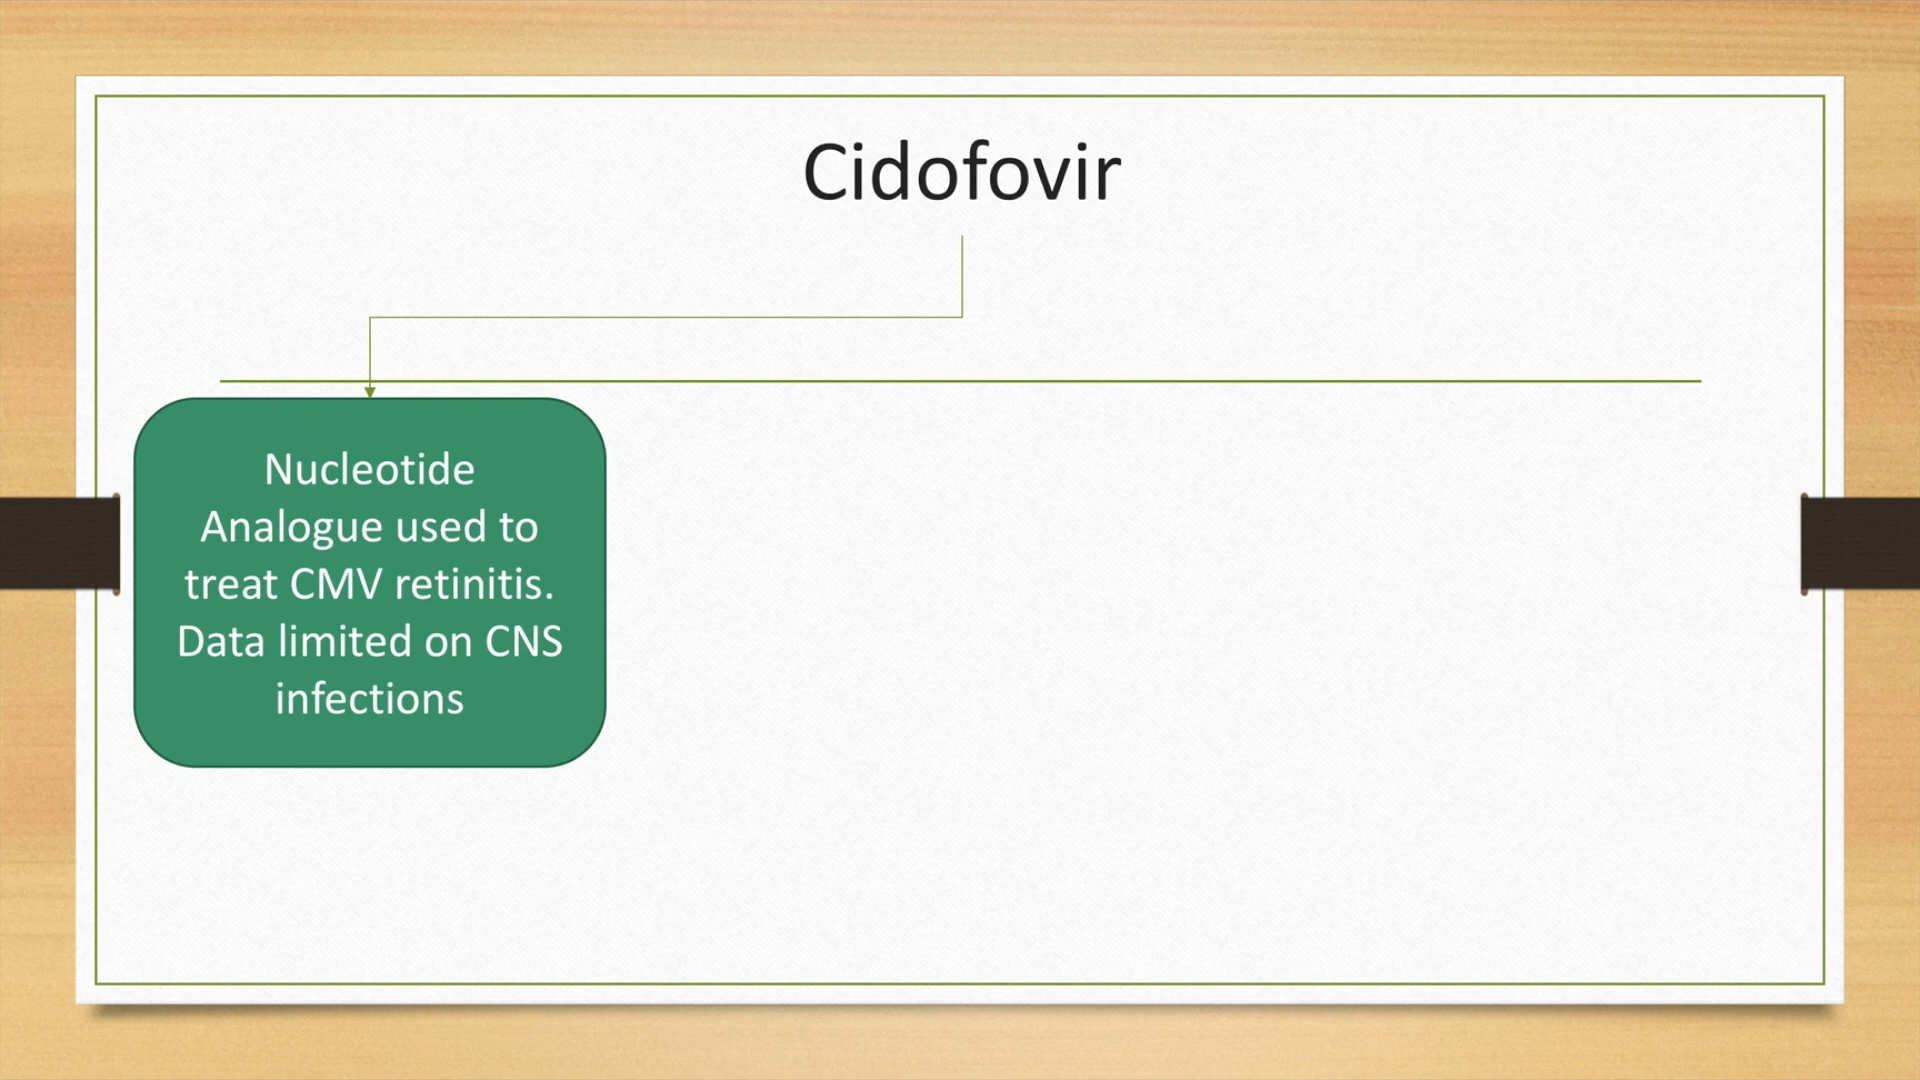 Cidofovir
Nucleotide
Analogue used to
treat CMV retinitis.
Data limited on CNS
infections